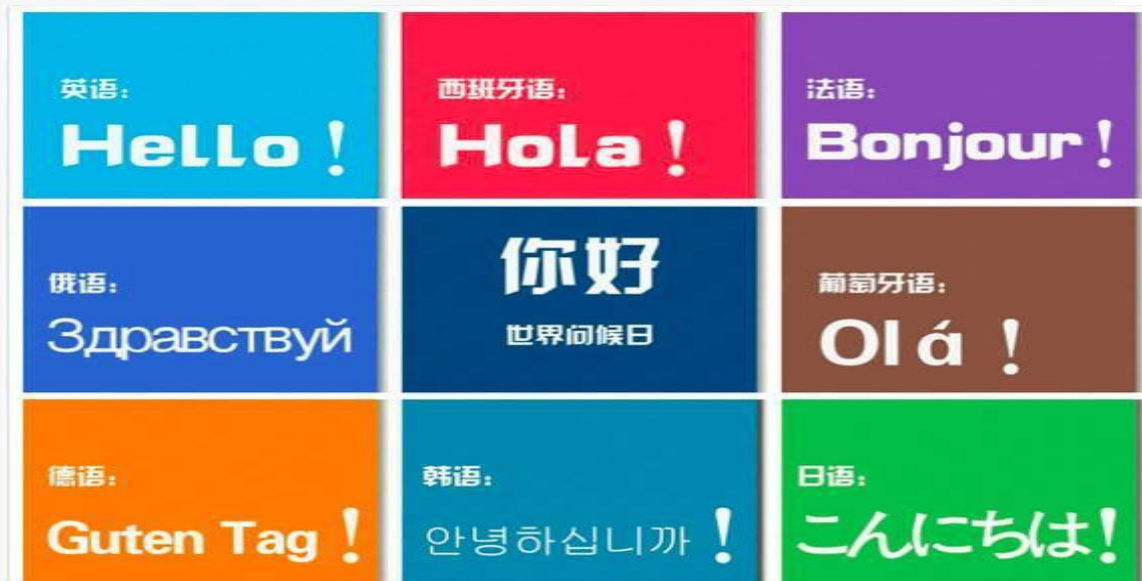 英语：
Hello！
西班牙语：
Hola！
法语：
Bonjour！
俄语：
Здравствуй
你好
世界问候日
葡萄牙语：
Olá！
德语：
Guten Tag！
韩语：
안녕하십니까！
日语：
こんにちは！